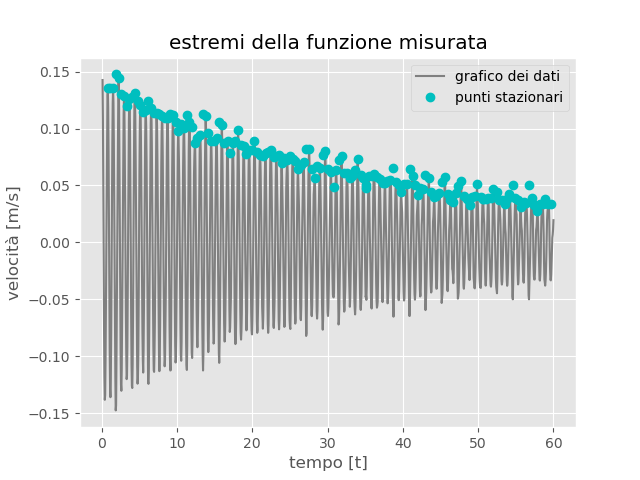 estremi della funzione misurata
grafico dei dati
punti stazionari
velocità [m/s]
0.15
0.10
0.05
0.00
−0.05
−0.10
−0.15
0 10 20 30 40 50 60
tempo [t]